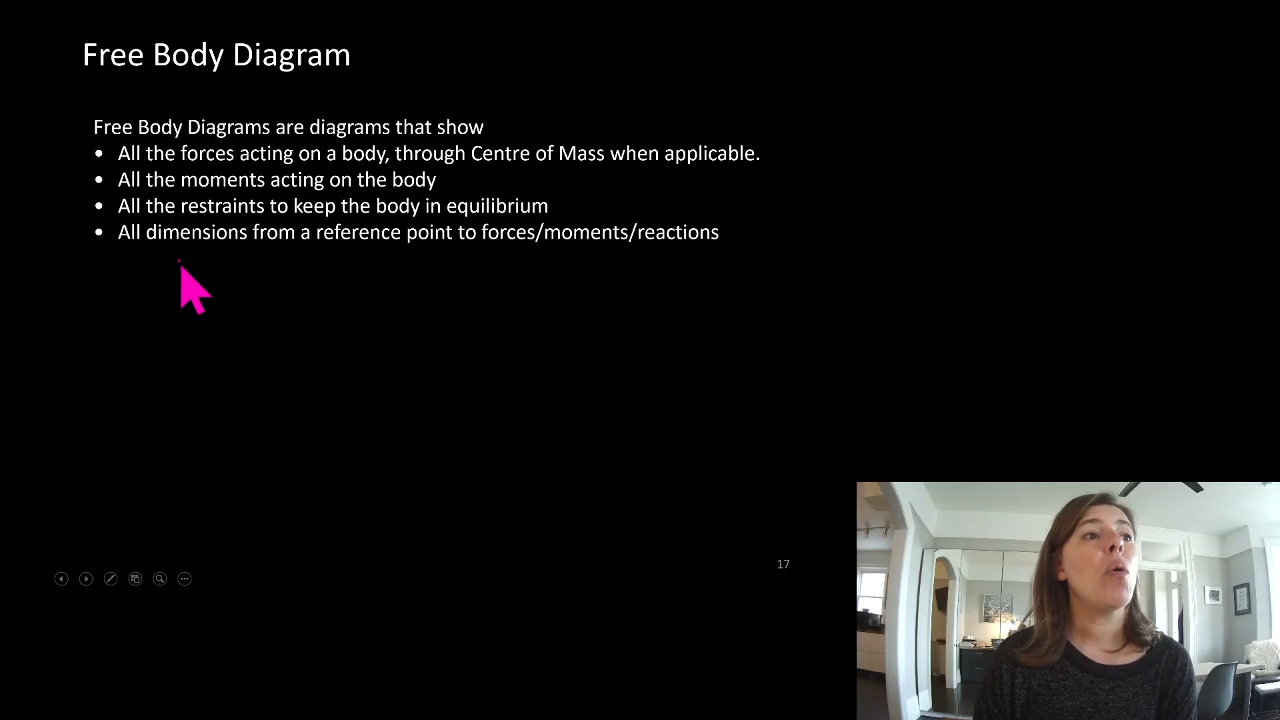 Free Body Diagram
Free Body Diagrams are diagrams that show
• All the forces acting on a body, through Centre of Mass when applicable.
• All the moments acting on the body
• All the restraints to keep the body in equilibrium
• All dimensions from a reference point to forces/moments/reactions
17